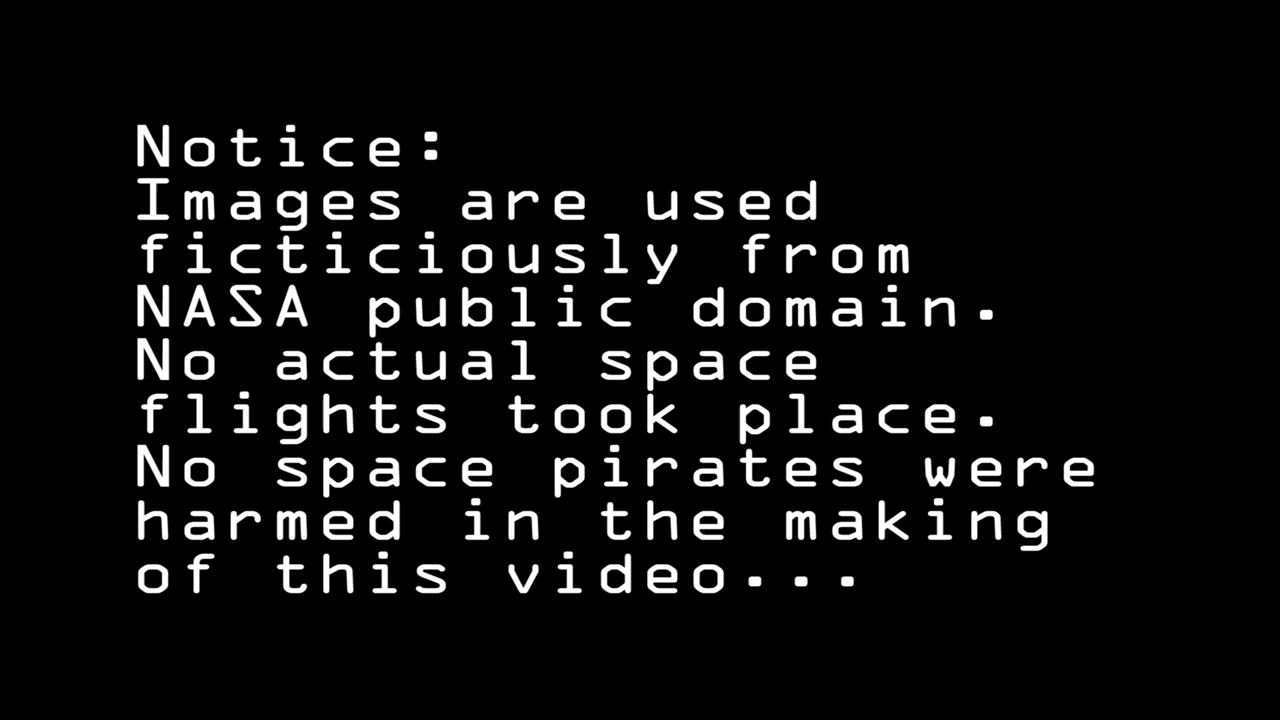 Notice:
Images are used
ficticiously from
NASA public domain.
No actual space
flights took place.
No space pirates were
harmed in the making
of this video...